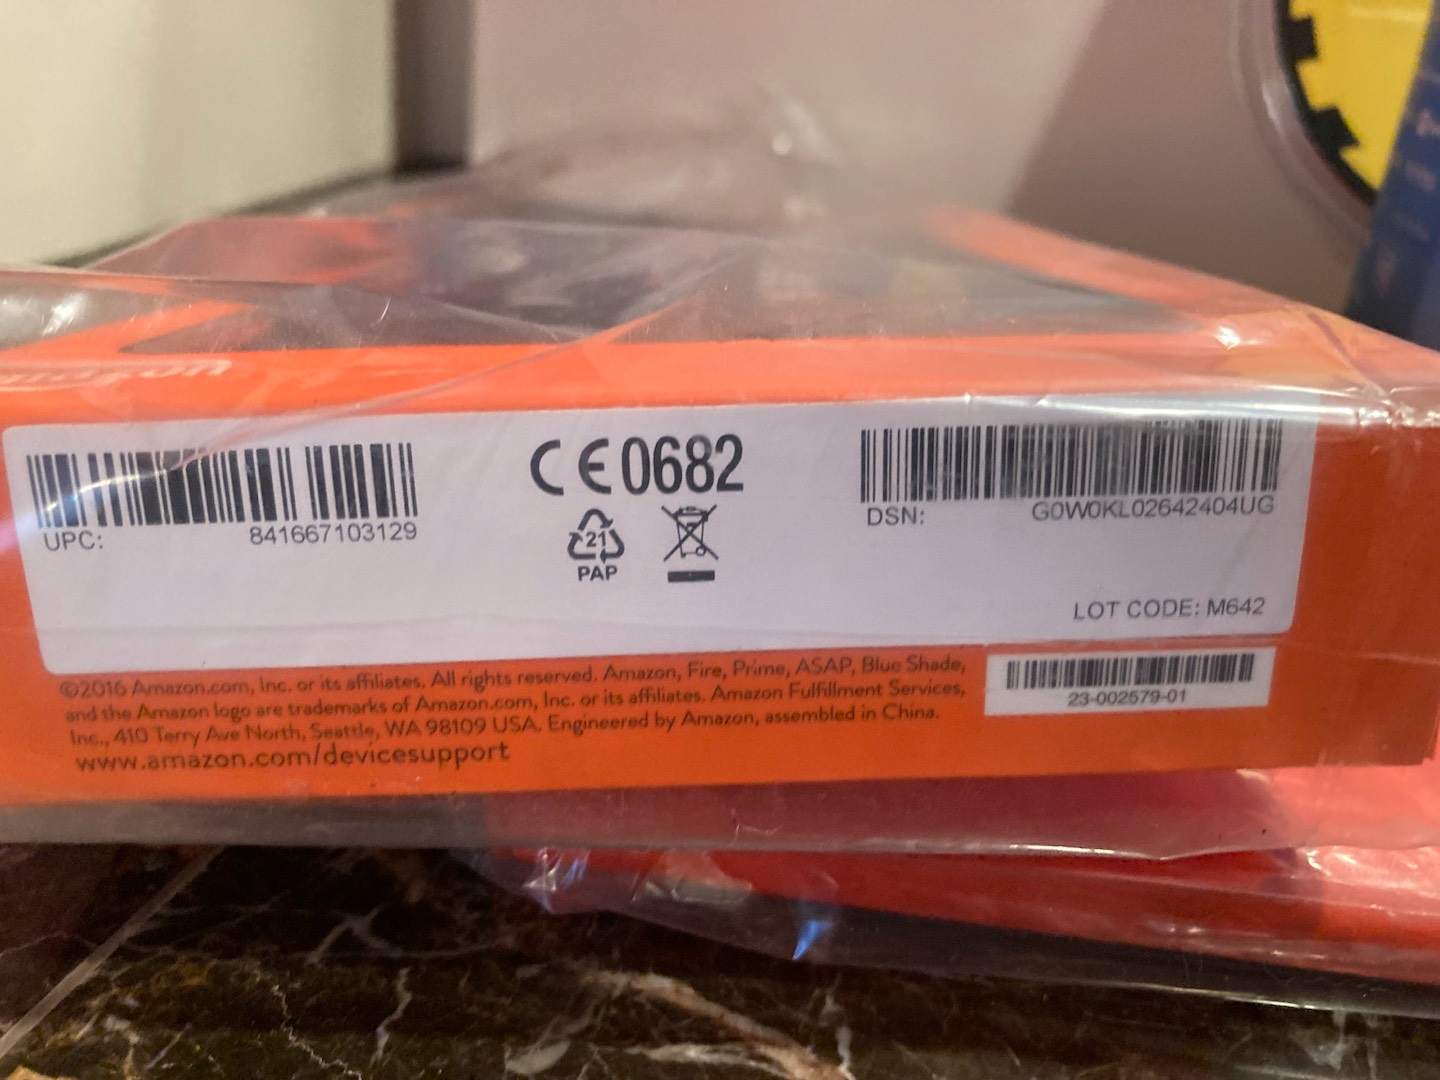 amazon
CE0682
UPC: 841667103129
21
PAP
DSN: G0W0KL02642404UG
LOT CODE: M642
©2016 Amazon.com, Inc. or its affiliates. All rights reserved. Amazon, Fire, Prime, ASAP, Blue Shade,
and the Amazon logo are trademarks of Amazon.com, Inc. or its affiliates. Amazon Fulfillment Services,
Inc., 410 Terry Ave North, Seattle, WA 98109 USA. Engineered by Amazon, assembled in China.
www.amazon.com/devicesupport
23-002579-01